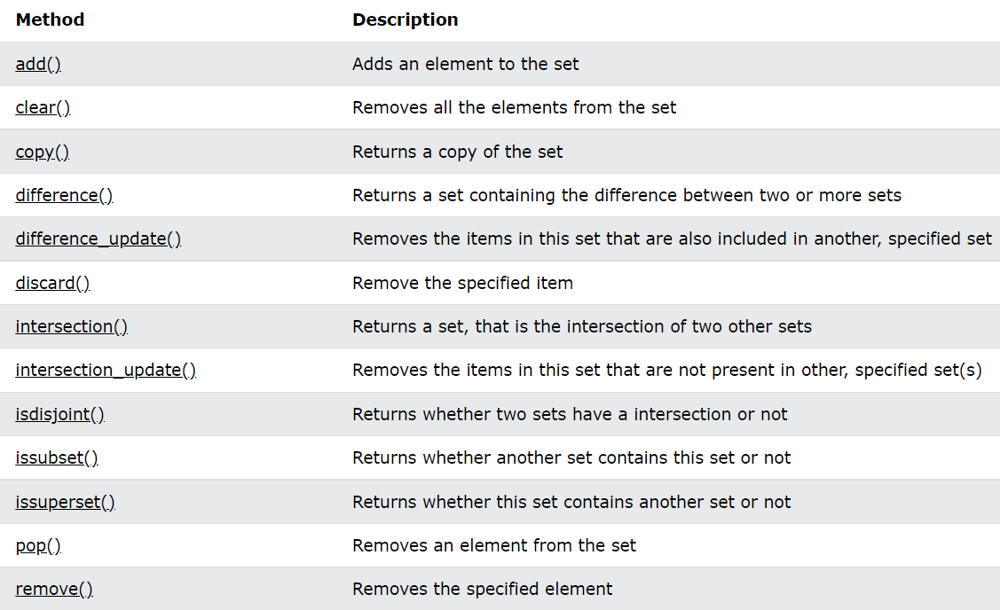 Method Description
add() Adds an element to the set
clear() Removes all the elements from the set
copy() Returns a copy of the set
difference() Returns a set containing the difference between two or more sets
difference_update() Removes the items in this set that are also included in another, specified set
discard() Remove the specified item
intersection() Returns a set, that is the intersection of two other sets
intersection_update() Removes the items in this set that are not present in other, specified set(s)
isdisjoint() Returns whether two sets have a intersection or not
issubset() Returns whether another set contains this set or not
issuperset() Returns whether this set contains another set or not
pop() Removes an element from the set
remove() Removes the specified element